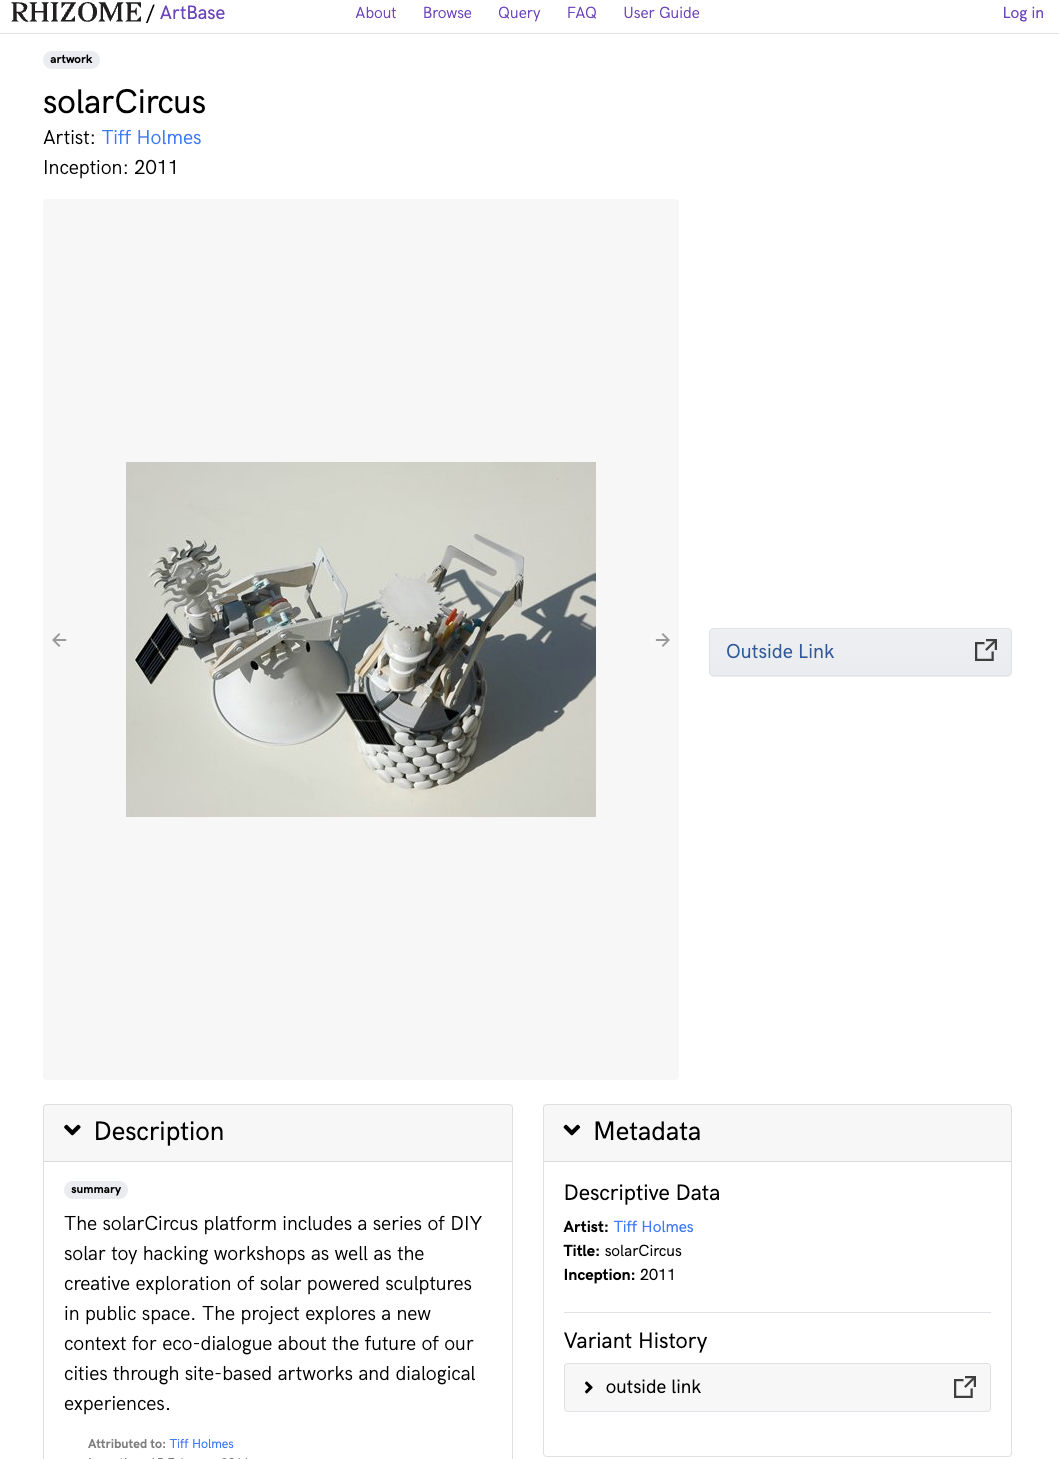 RHIZOME / ArtBase
About Browse Query FAQ User Guide
Log in
artwork
solarCircus
Artist: Tiff Holmes
Inception: 2011
Outside Link
Description
summary
The solarCircus platform includes a series of DIY
solar toy hacking workshops as well as the
creative exploration of solar powered sculptures
in public space. The project explores a new
context for eco-dialogue about the future of our
cities through site-based artworks and dialogical
experiences.
Attributed to: Tiff Holmes
Metadata
Descriptive Data
Artist: Tiff Holmes
Title: solarCircus
Inception: 2011
Variant History
outside link